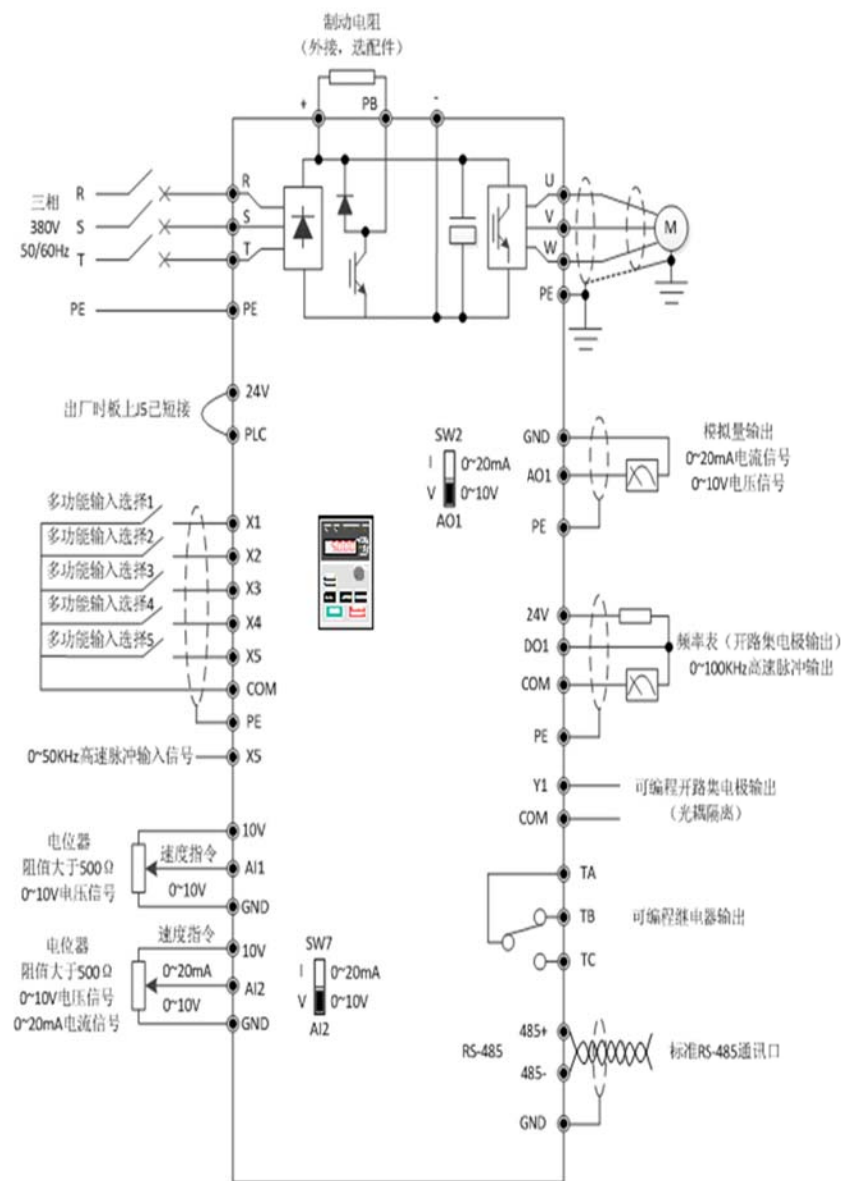 制动电阻
（外接，选配件）
+
PB
-
R
S
T
三相
380V
50/60Hz
R
S
T
U
V
W
M
PE
PE
PE
24V
出厂时板上J5已短接
PLC
SW2
I
0~20mA
V
0~10V
AO1
GND
AO1
PE
模拟量输出
0~20mA电流信号
0~10V电压信号
多功能输入选择1
X1
多功能输入选择2
X2
多功能输入选择3
X3
多功能输入选择4
X4
多功能输入选择5
X5
COM
PE
0~50KHz高速脉冲输入信号
X5
24V
DO1
COM
PE
频率表（开路集电极输出）
0~100KHz高速脉冲输出
Y1
COM
可编程开路集电极输出
（光耦隔离）
电位器
阻值大于500Ω
0~10V电压信号
10V
速度指令
AI1
0~10V
GND
TA
TB
TC
可编程继电器输出
电位器
阻值大于500Ω
0~10V电压信号
0~20mA电流信号
速度指令
10V
0~20mA
AI2
0~10V
GND
SW7
I
0~20mA
V
0~10V
AI2
RS-485
485+
485-
GND
标准RS-485通讯口